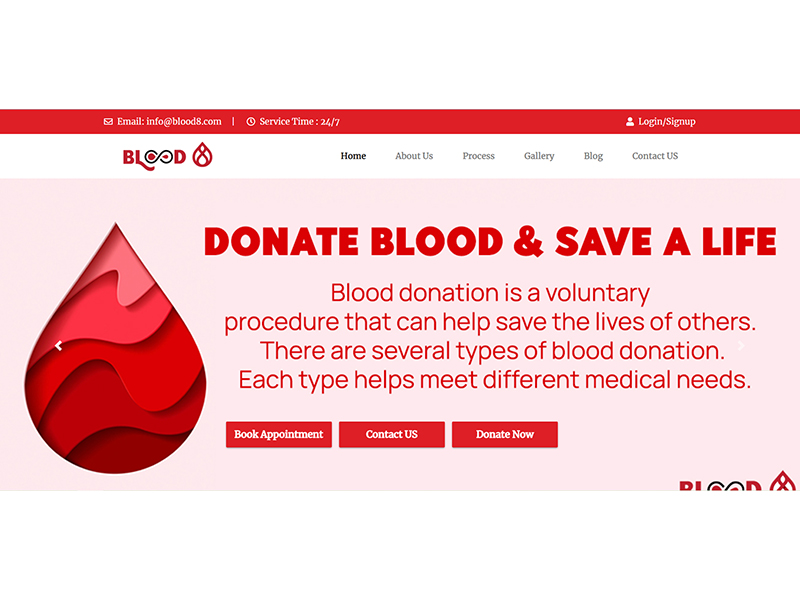 Email: info@blood8.com | Service Time : 24/7 Login/Signup
BLOOD Home About Us Process Gallery Blog Contact US
DONATE BLOOD & SAVE A LIFE
Blood donation is a voluntary
procedure that can help save the lives of others.
There are several types of blood donation.
Each type helps meet different medical needs.
Book Appointment Contact US Donate Now
BLOOD